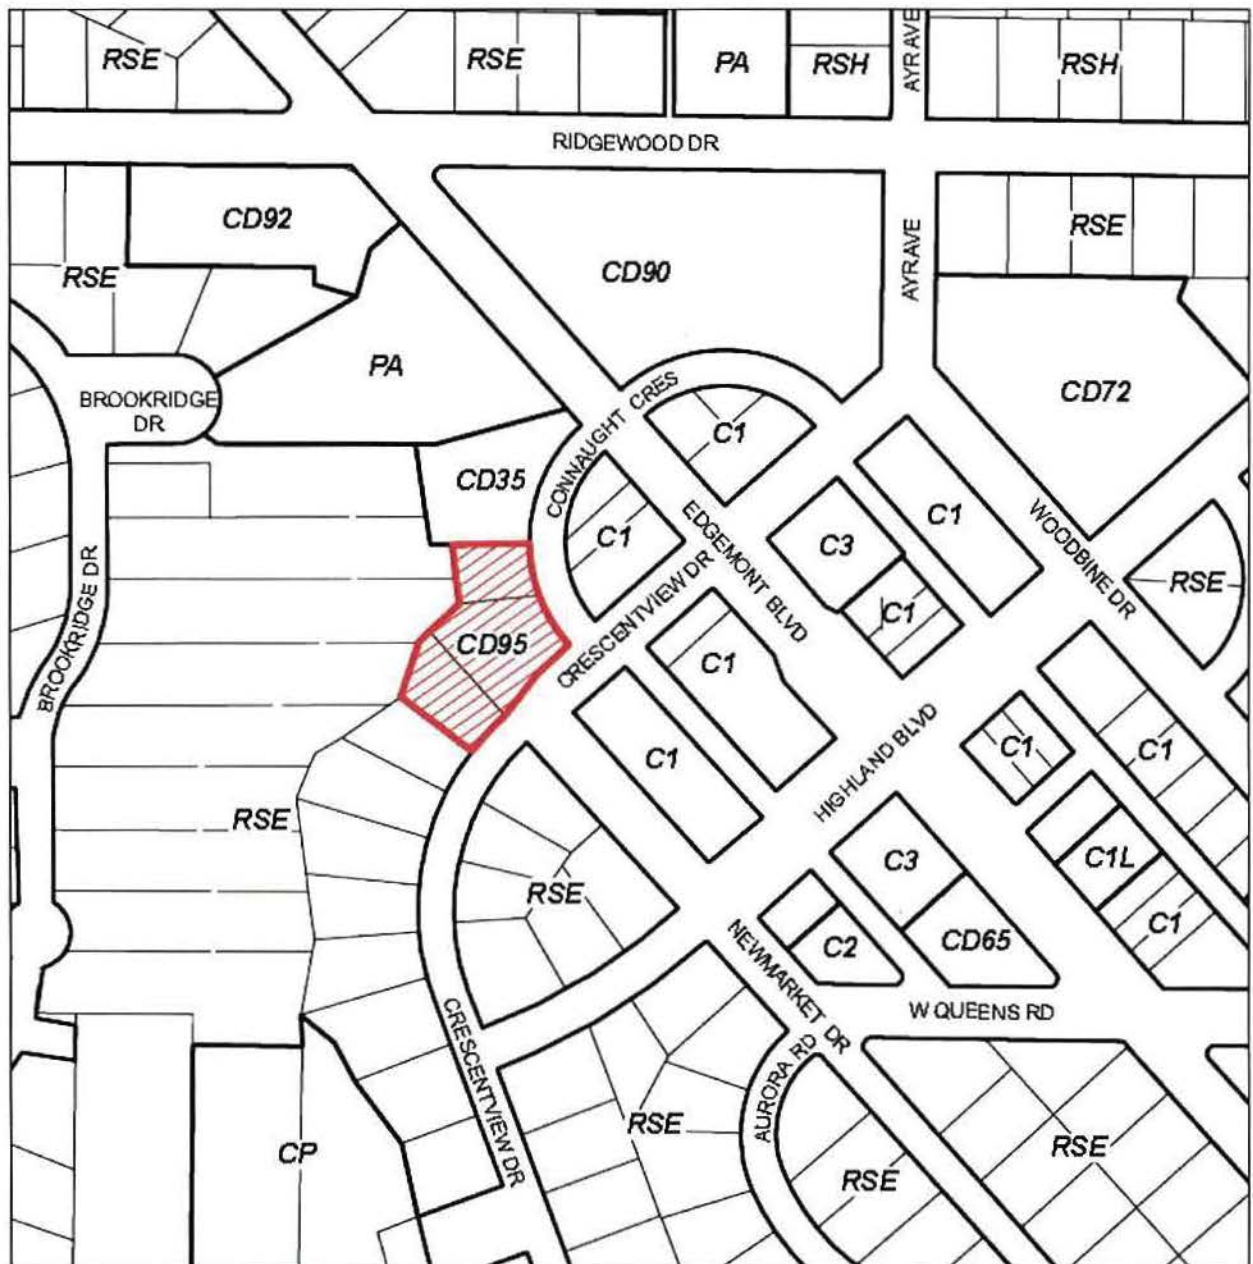 RSE
RSE
PA
RSH
AYR AVE
RSH
RIDGEWOOD DR
CD92
RSE
CD90
AYR AVE
RSE
PA
BROOKRIDGE
DR
CONNAUGHT CRES
C1
CD72
CD35
C1
EDGEMONT BLVD
C3
C1
WOODBINE DR
BROOKRIDGE DR
CD95
CRESCENTVIEW DR
C1
C1
RSE
C1
HIGHLAND BLVD
C1
C1
RSE
RSE
C3
C1L
C2
CD65
C1
NEWMARKET DR
W QUEENS RD
CRESCENTVIEW DR
AURORA RD
CP
RSE
RSE
RSE